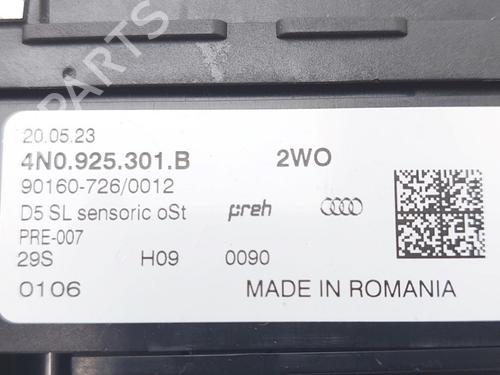 20.05.23
4N0.925.301.B 2WO
90160-726/0012
D5 SL sensoric oSt preh
PRE-007
29S H09 0090
0106 MADE IN ROMANIA